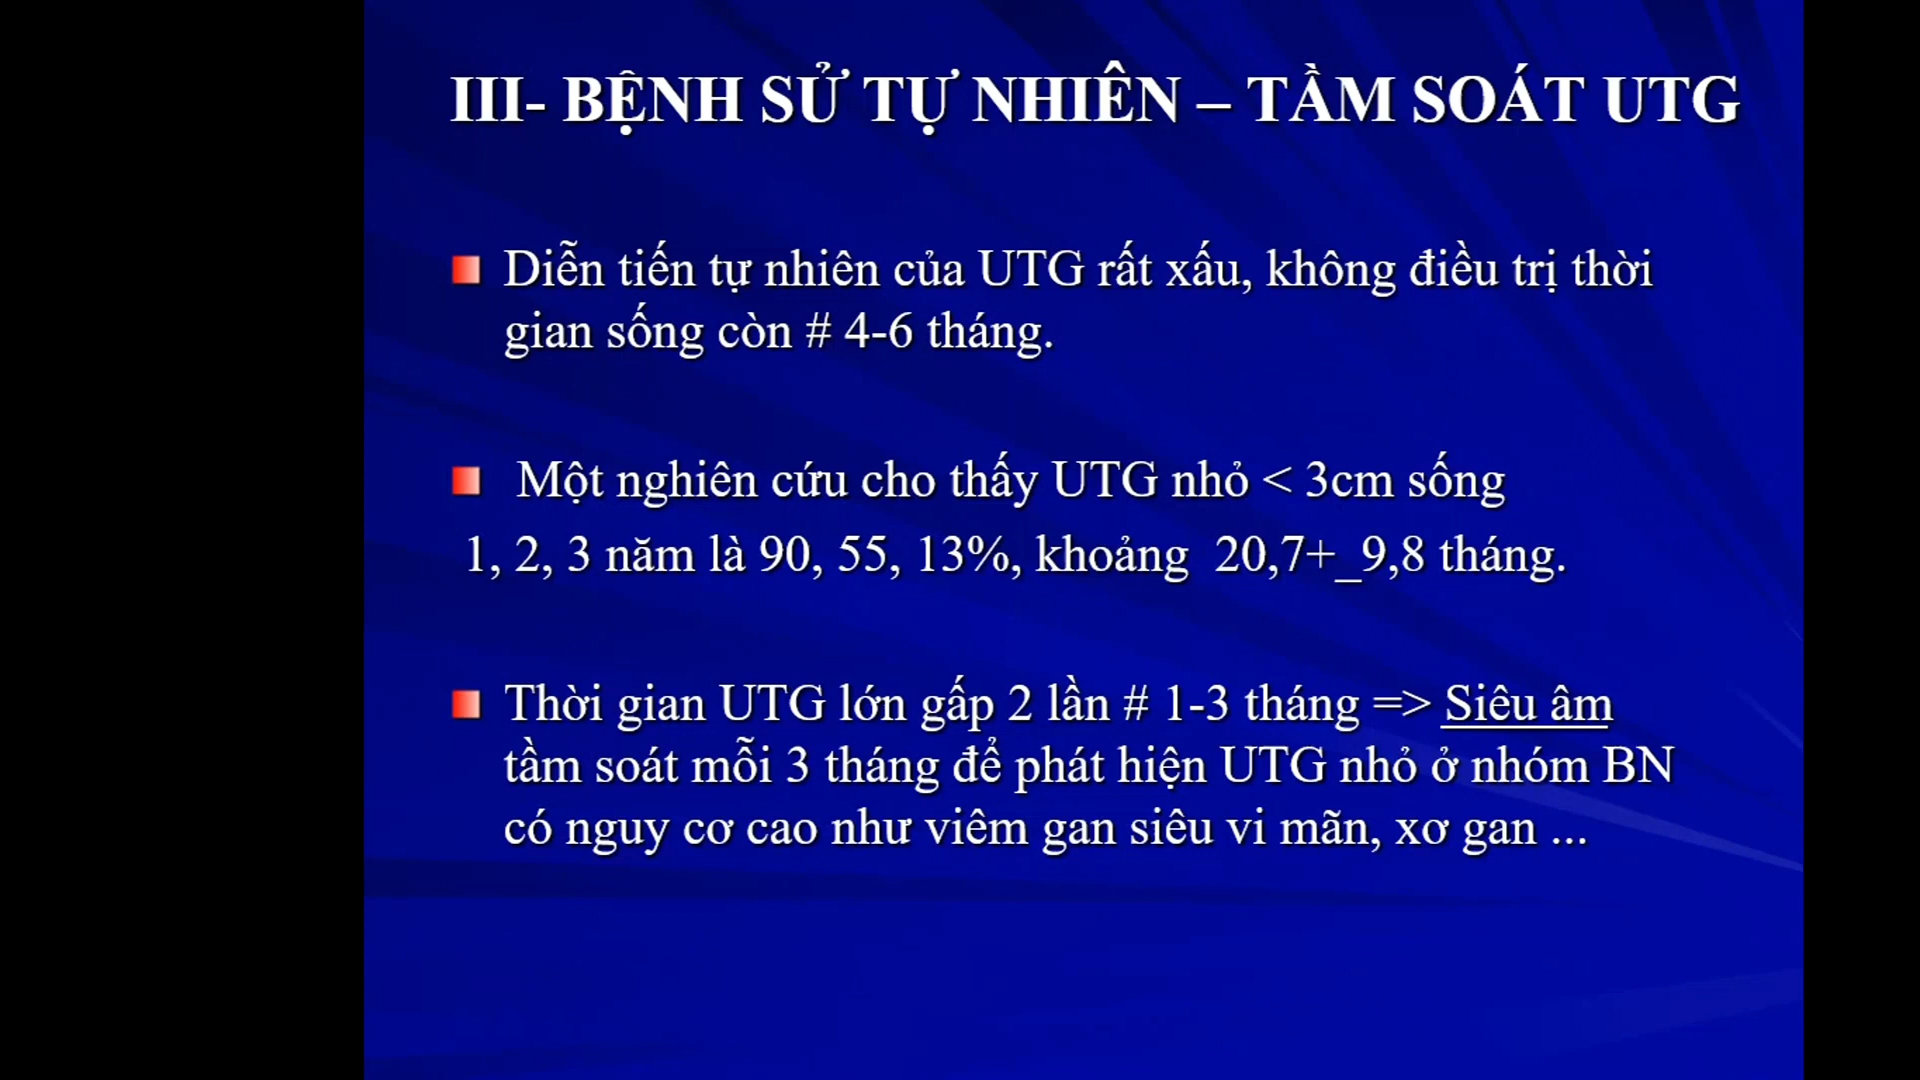 III- BỆNH SỬ TỰ NHIÊN – TẦM SOÁT UTG
Diễn tiến tự nhiên của UTG rất xấu, không điều trị thời
gian sống còn # 4-6 tháng.
Một nghiên cứu cho thấy UTG nhỏ < 3cm sống
1, 2, 3 năm là 90, 55, 13%, khoảng 20,7+_9,8 tháng.
Thời gian UTG lớn gấp 2 lần # 1-3 tháng => Siêu âm
tầm soát mỗi 3 tháng để phát hiện UTG nhỏ ở nhóm BN
có nguy cơ cao như viêm gan siêu vi mãn, xơ gan ...